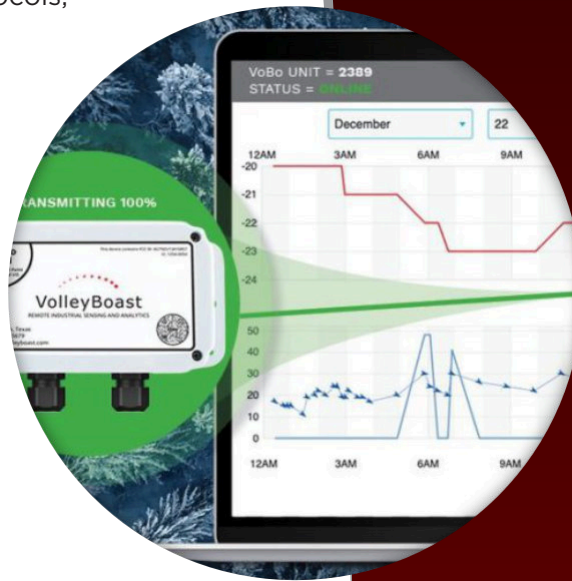 ocols,
VoBo UNIT = 2389
STATUS = ONLINE
December
22
12AM 3AM 6AM 9AM
-20
-21
-22
-23
-24
50
40
30
20
10
0
12AM 3AM 6AM 9AM
ANSMITTING 100%
VolleyBoast
REMOTE INDUSTRIAL SENSING AND ANALYTICS
, Texas